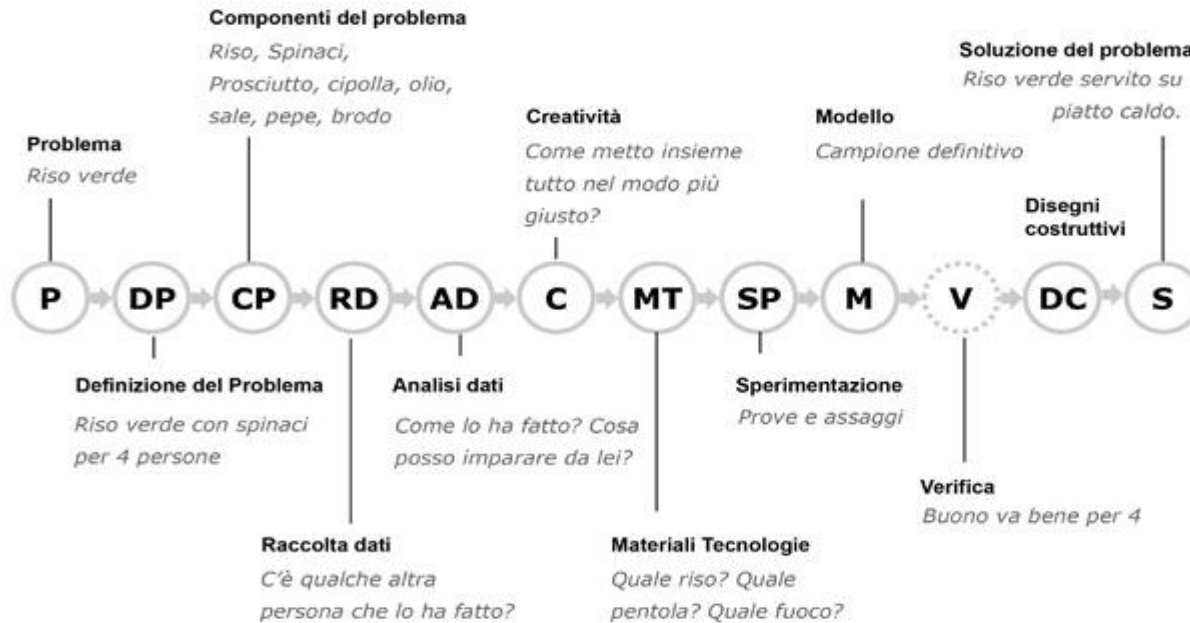 Componenti del problema
Riso, Spinaci,
Prosciutto, cipolla, olio,
sale, pepe, brodo
Soluzione del problema
Riso verde servito su
piatto caldo.
Problema
Riso verde
Creatività
Come metto insieme
tutto nel modo più
giusto?
Modello
Campione definitivo
Disegni
costruttivi
P DP CP RD AD C MT SP M V DC S
Definizione del Problema
Riso verde con spinaci
per 4 persone
Analisi dati
Come lo ha fatto? Cosa
posso imparare da lei?
Sperimentazione
Prove e assaggi
Verifica
Buono va bene per 4
Raccolta dati
C'è qualche altra
persona che lo ha fatto?
Materiali Tecnologie
Quale riso? Quale
pentola? Quale fuoco?